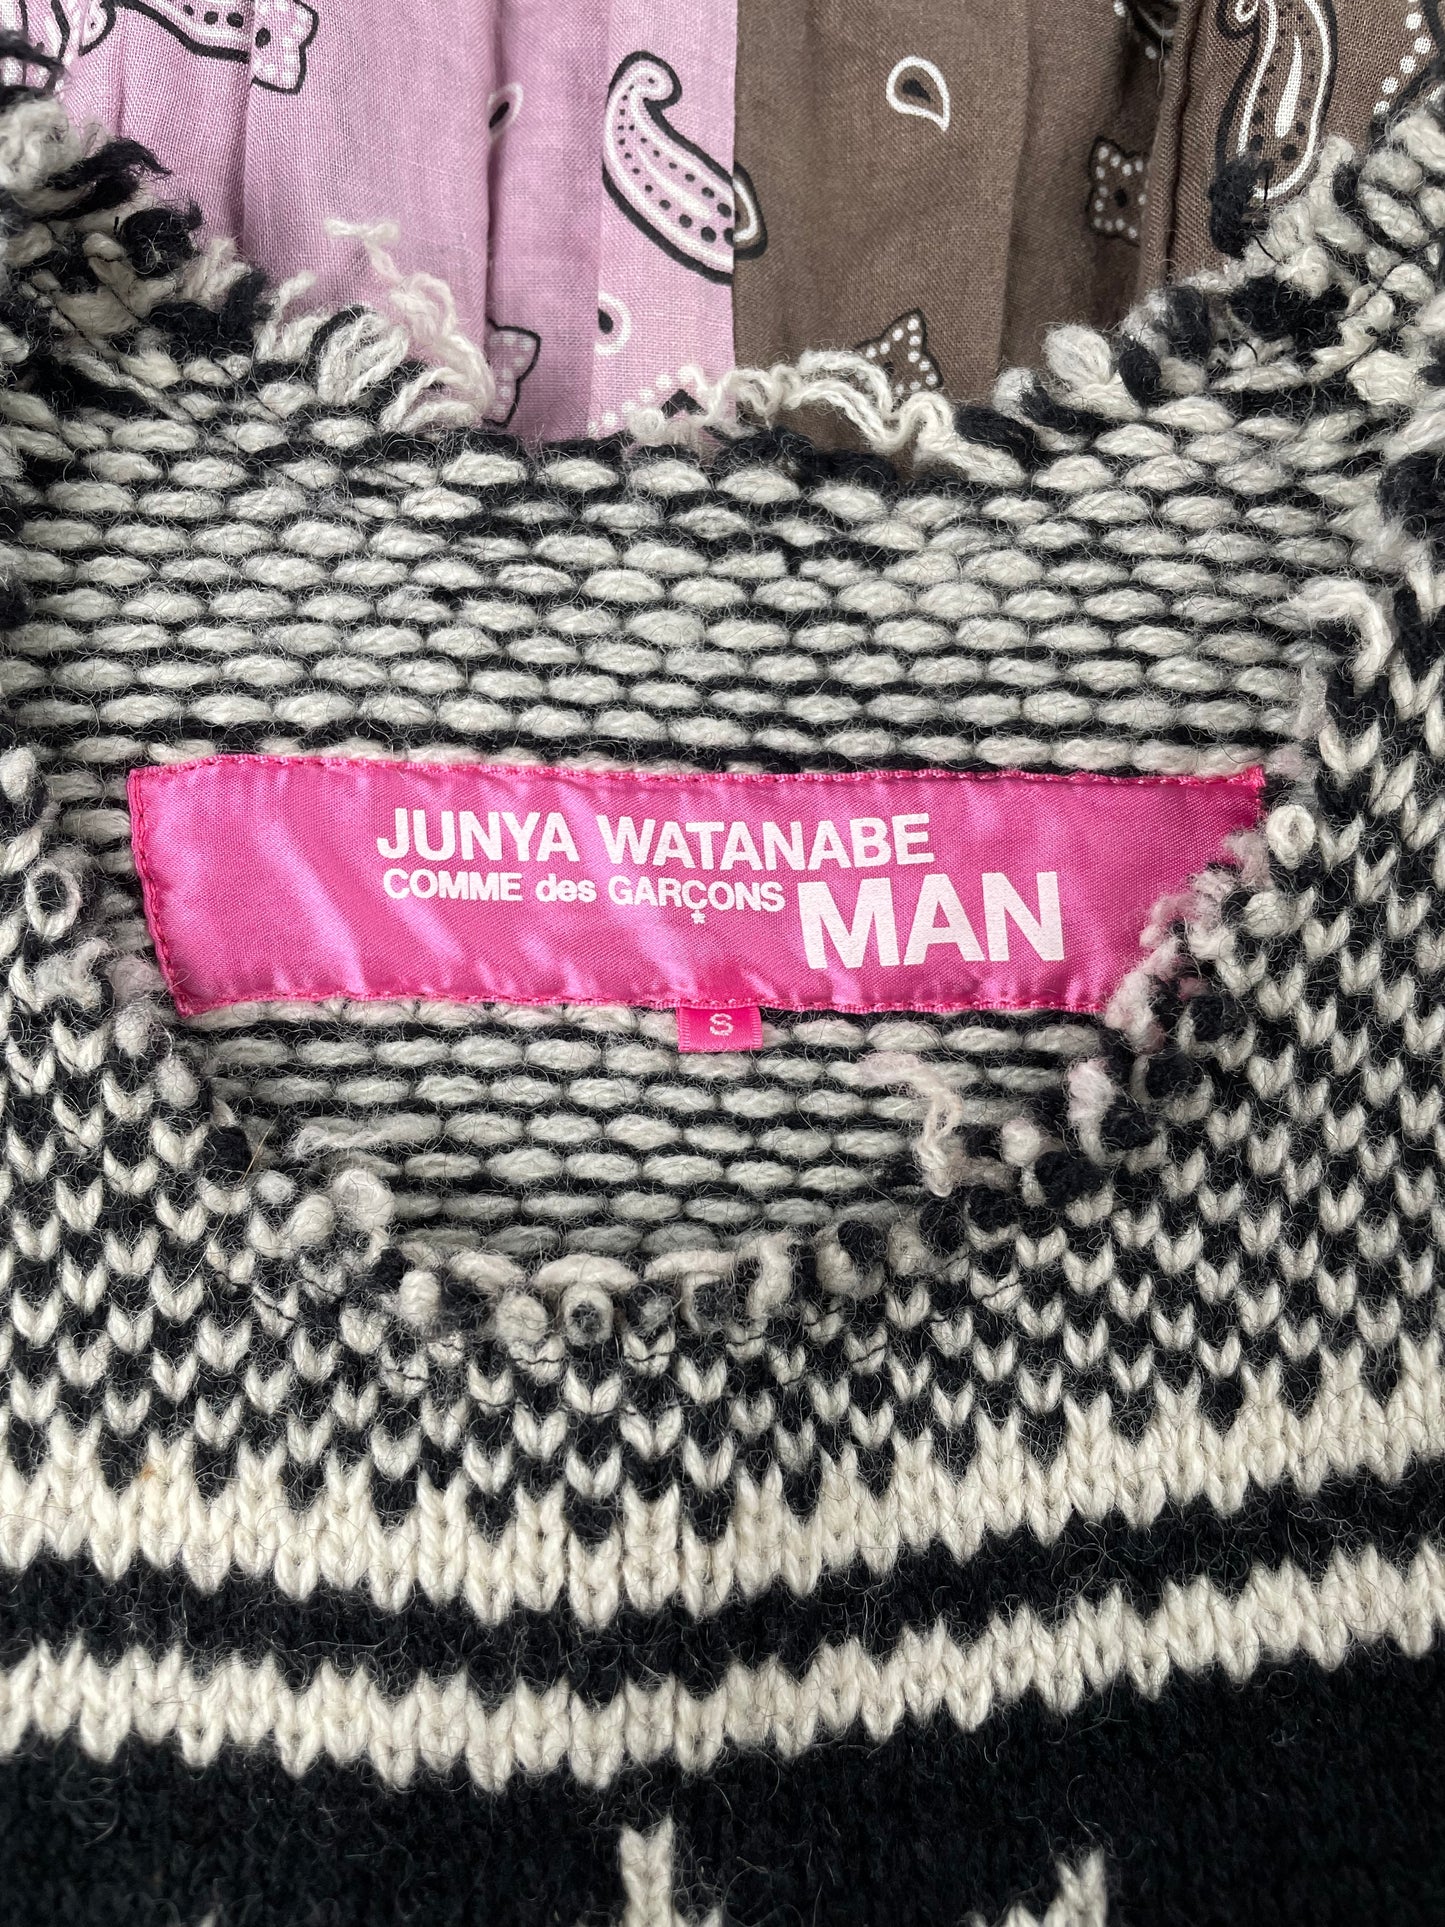 JUNYA WATANABE
COMME des GARÇONS MAN
*
S